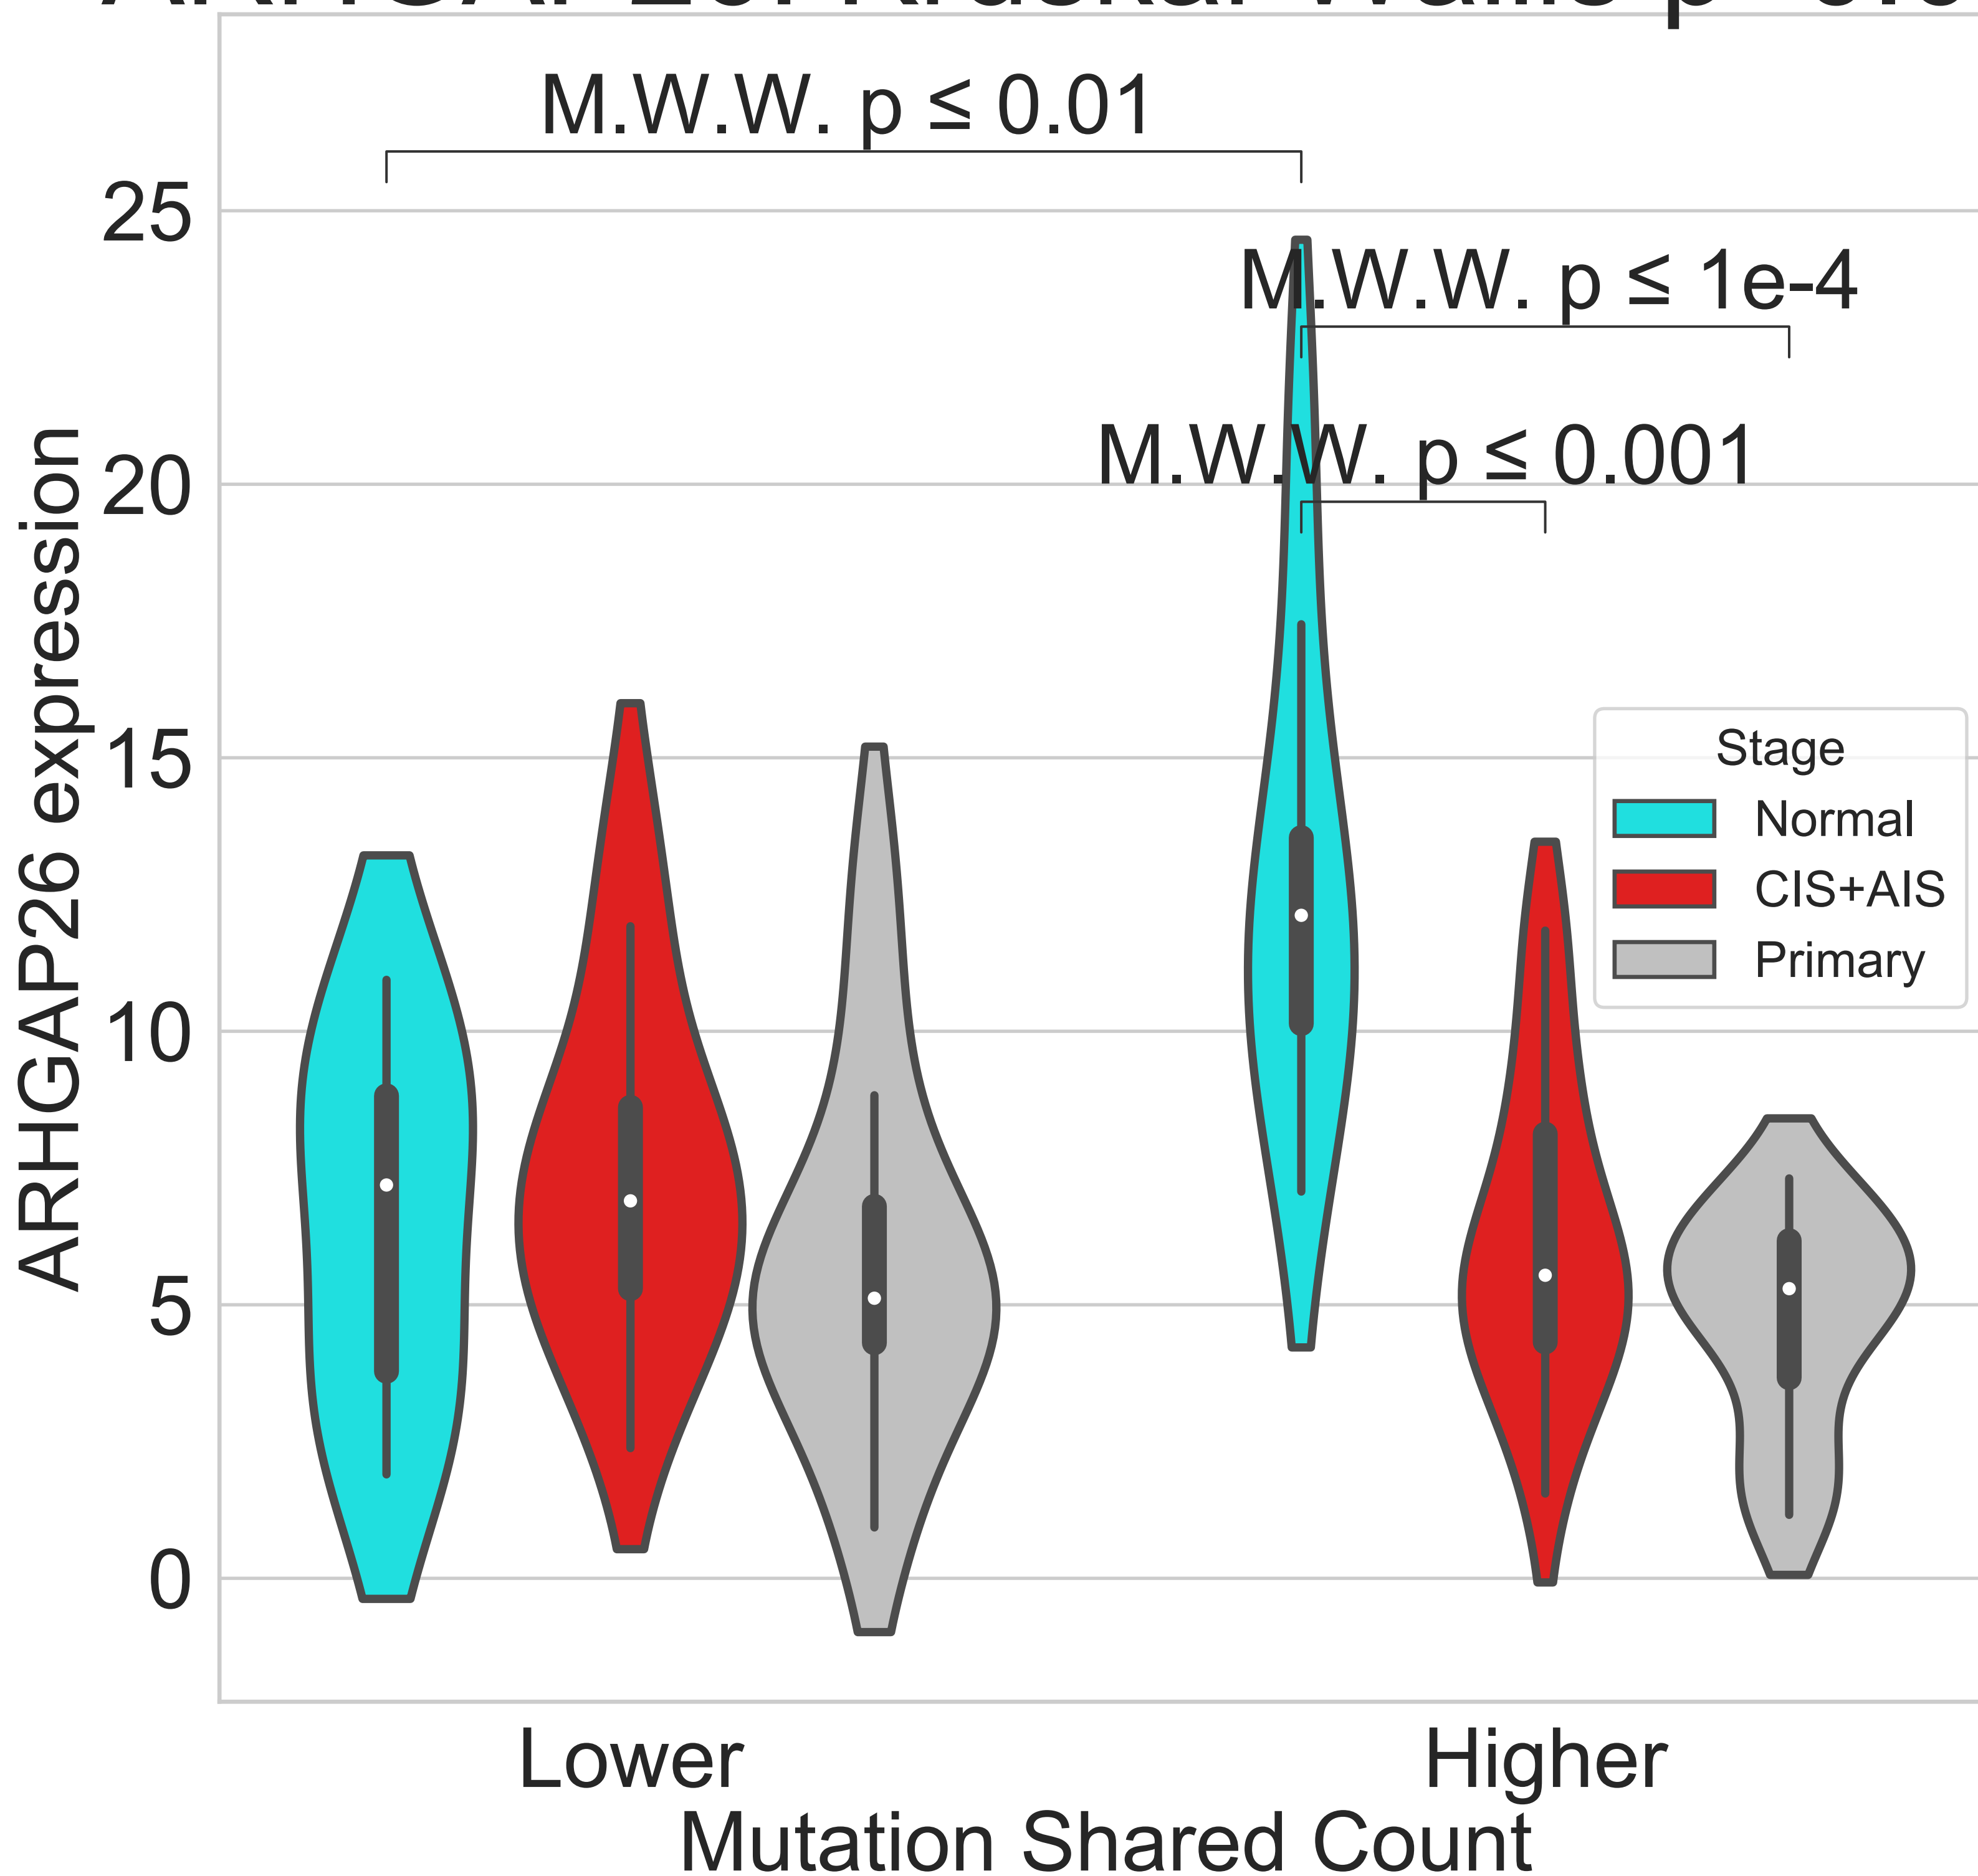 M.W.W. p ≤ 0.01
25
M.W.W. p ≤ 1e-4
M.W.W. p ≤ 0.001
20
15
10
5
0
ARHGAP26 expression
Stage
Normal
CIS+AIS
Primary
Lower
Higher
Mutation Shared Count